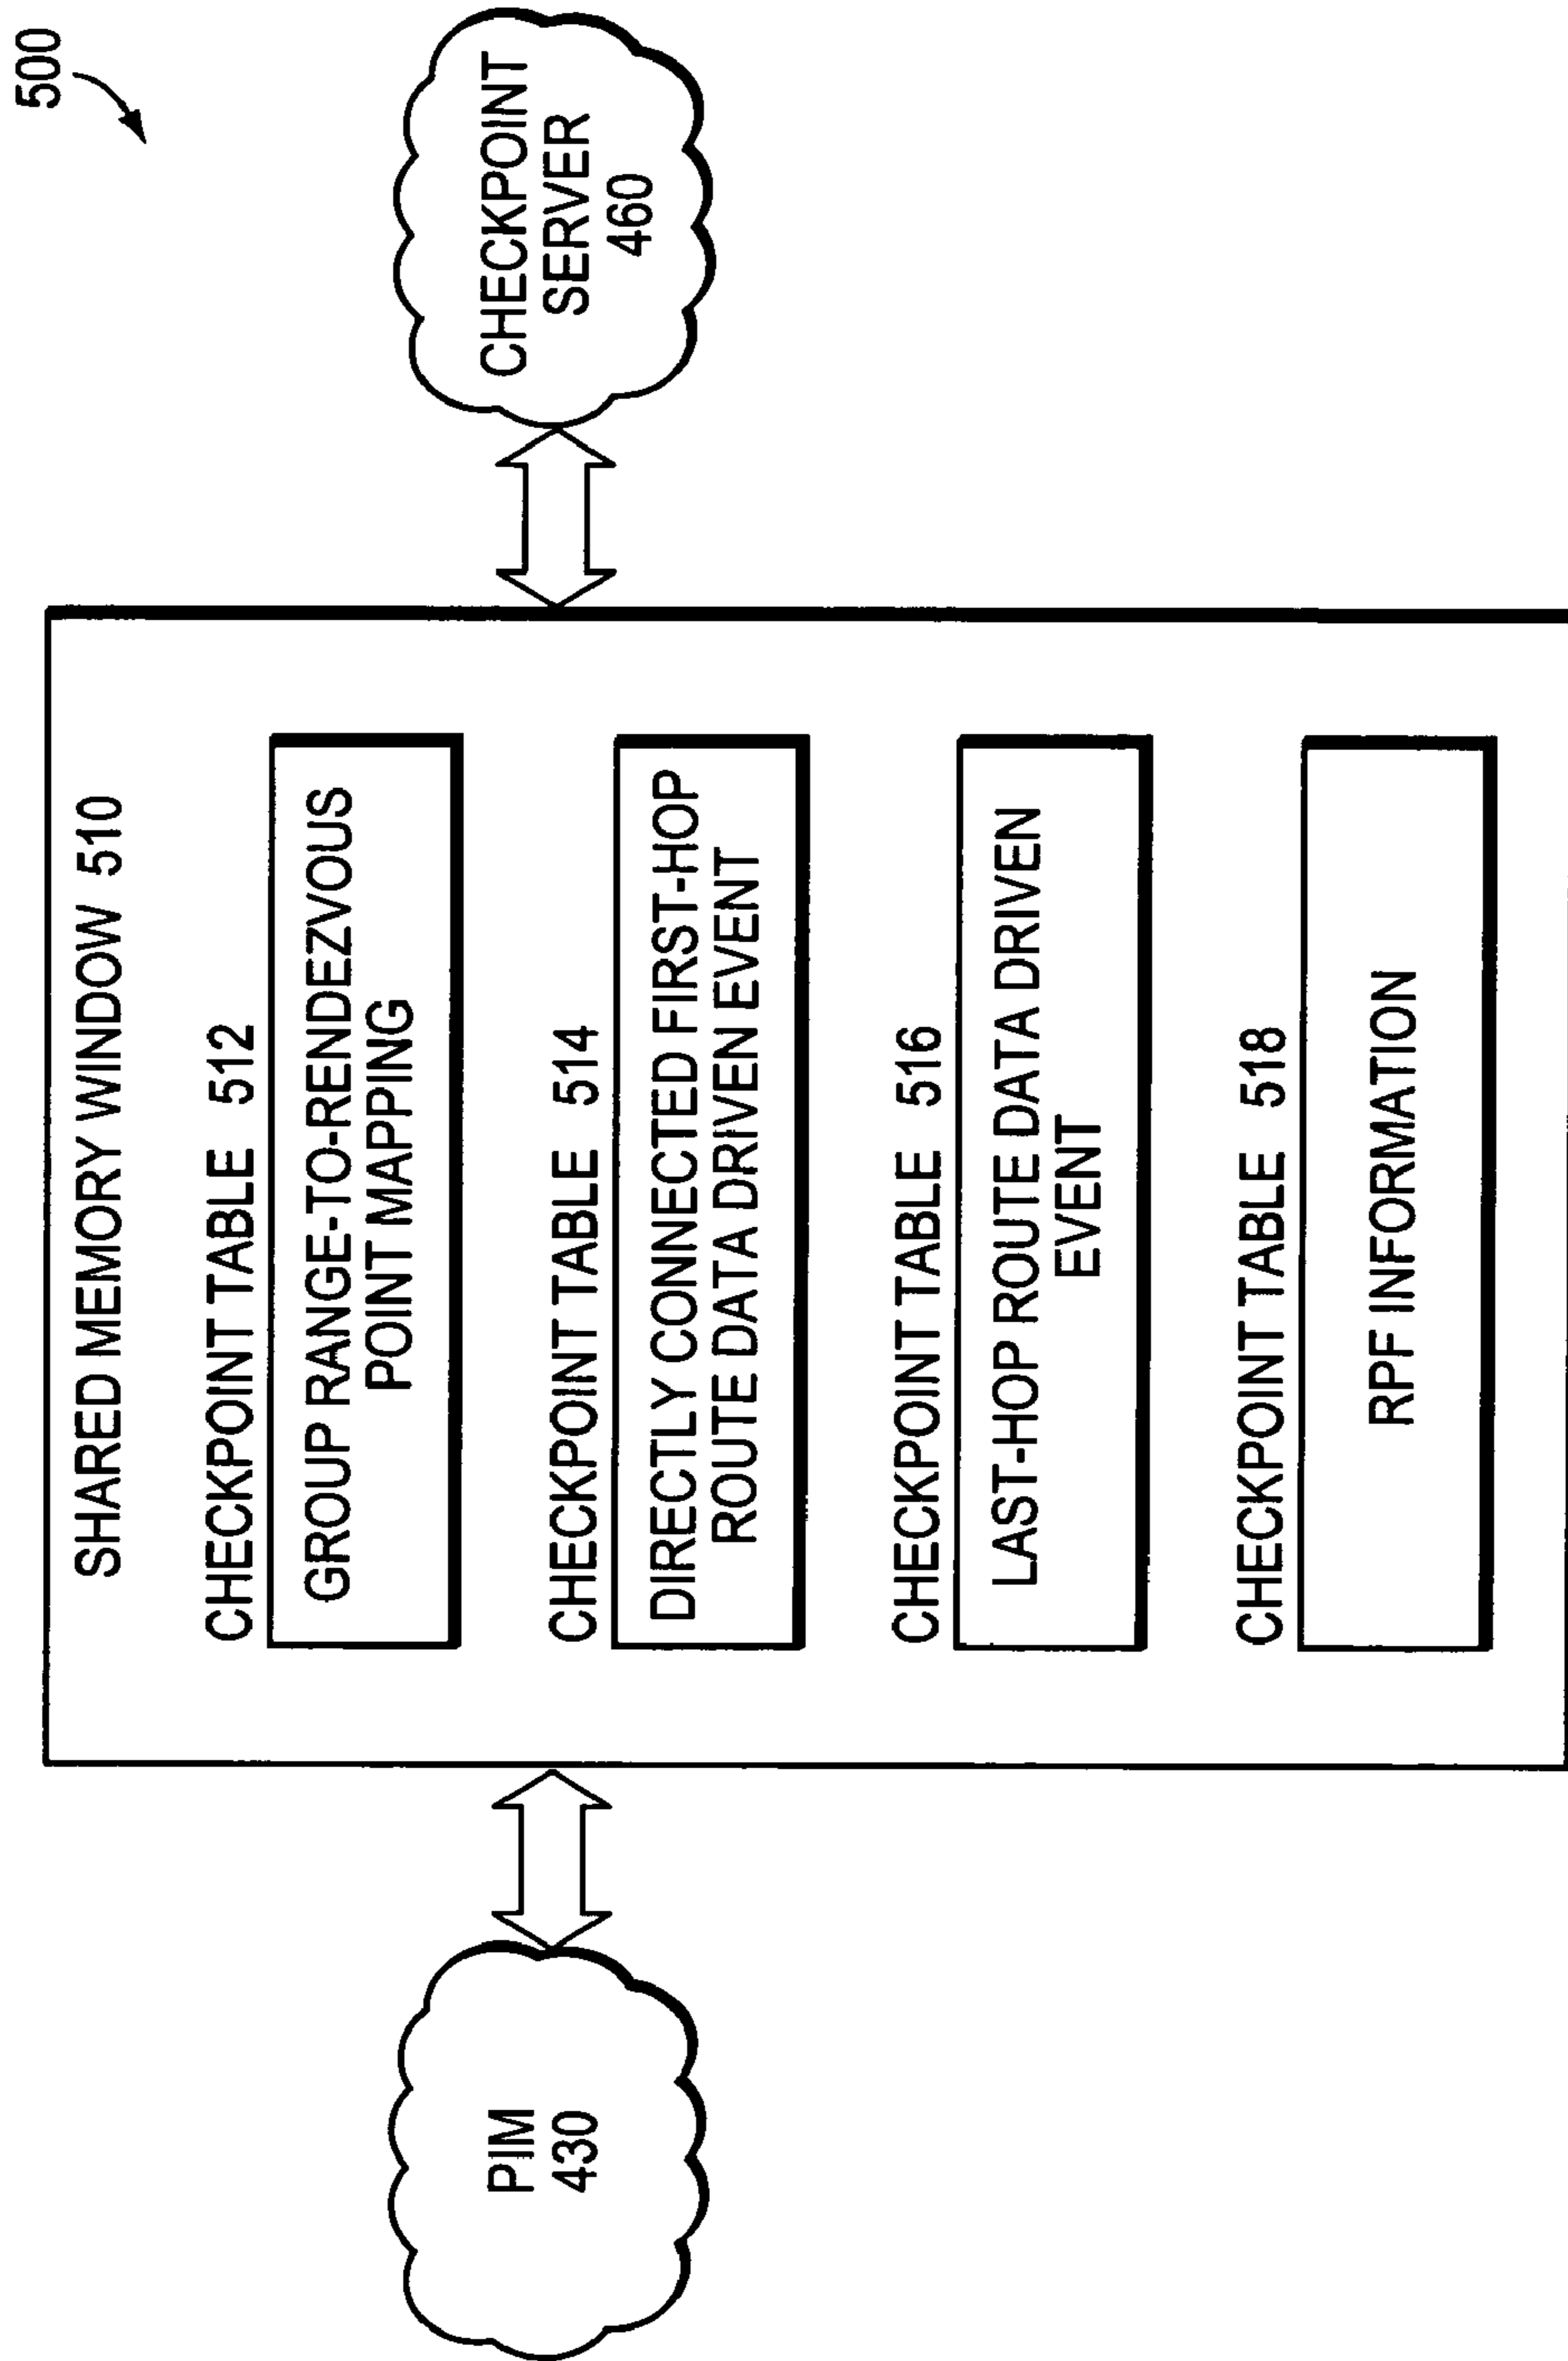 500
PIM
430
SHARED MEMORY WINDOW 510
CHECKPOINT TABLE 512
GROUP RANGE-TO-RENDEZVOUS
POINT MAPPING
CHECKPOINT TABLE 514
DIRECTLY CONNECTED FIRST-HOP
ROUTE DATA DRIVEN EVENT
CHECKPOINT TABLE 516
LAST-HOP ROUTE DATA DRIVEN
EVENT
CHECKPOINT TABLE 518
RPF INFORMATION
CHECKPOINT
SERVER
460